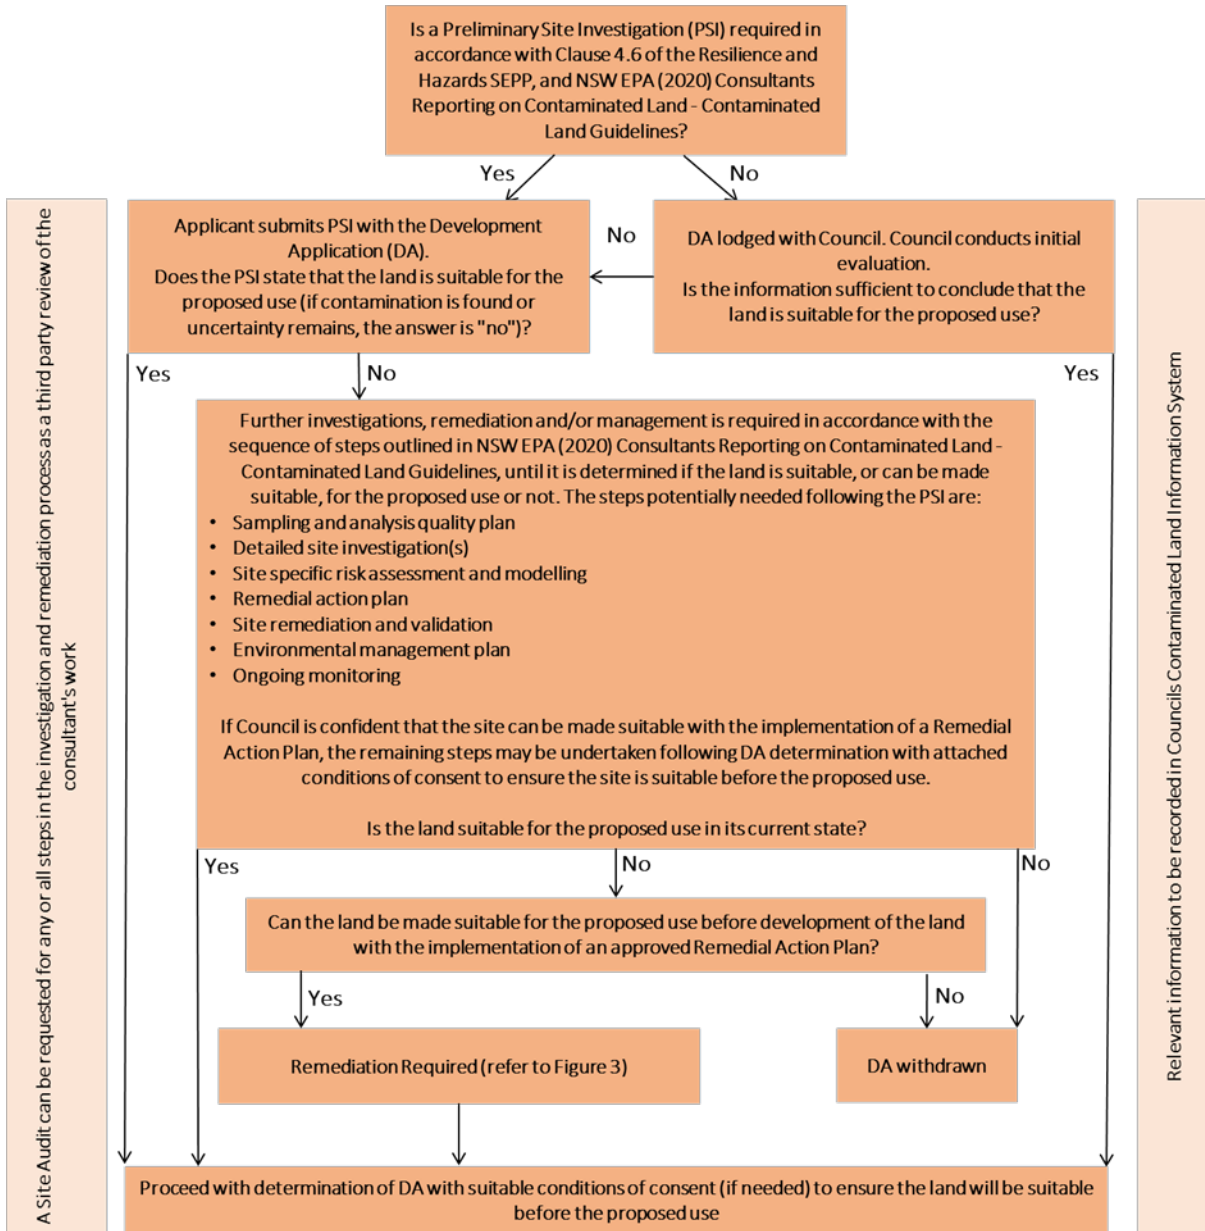 Is a Preliminary Site Investigation (PSI) required in
accordance with Clause 4.6 of the Resilience and
Hazards SEPP, and NSW EPA (2020) Consultants
Reporting on Contaminated Land - Contaminated
Land Guidelines?
Yes
No
A Site Audit can be requested for any or all steps in the investigation and remediation process as a third party review of the
consultant's work
Applicant submits PSI with the Development
Application (DA).
Does the PSI state that the land is suitable for the
proposed use (if contamination is found or
uncertainty remains, the answer is "no")?
No
DA lodged with Council. Council conducts initial
evaluation.
Is the information sufficient to conclude that the
land is suitable for the proposed use?
Relevant information to be recorded in Councils Contaminated Land Information System
Yes
No
Yes
Further investigations, remediation and/or management is required in accordance with the
sequence of steps outlined in NSW EPA (2020) Consultants Reporting on Contaminated Land -
Contaminated Land Guidelines, until it is determined if the land is suitable, or can be made
suitable, for the proposed use or not. The steps potentially needed following the PSI are:
• Sampling and analysis quality plan
• Detailed site investigation(s)
• Site specific risk assessment and modelling
• Remedial action plan
• Site remediation and validation
• Environmental management plan
• Ongoing monitoring
If Council is confident that the site can be made suitable with the implementation of a Remedial
Action Plan, the remaining steps may be undertaken following DA determination with attached
conditions of consent to ensure the site is suitable before the proposed use.
Is the land suitable for the proposed use in its current state?
Yes
No
No
Can the land be made suitable for the proposed use before development of the land
with the implementation of an approved Remedial Action Plan?
Yes
No
Remediation Required (refer to Figure 3)
DA withdrawn
Proceed with determination of DA with suitable conditions of consent (if needed) to ensure the land will be suitable
before the proposed use